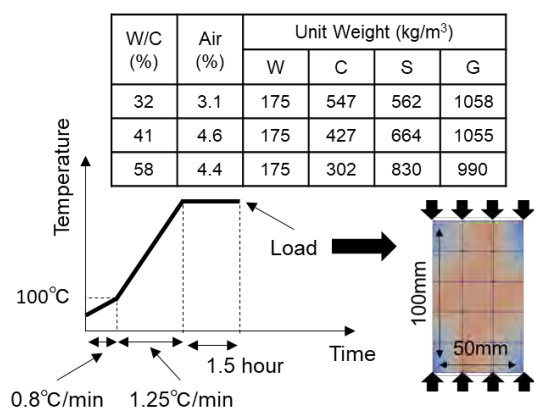 W/C (%) Air (%) Unit Weight (kg/m³)
W C S G
32 3.1 175 547 562 1058
41 4.6 175 427 664 1055
58 4.4 175 302 830 990
Temperature
Load
100℃
100mm
50mm
1.5 hour
Time
0.8℃/min 1.25℃/min